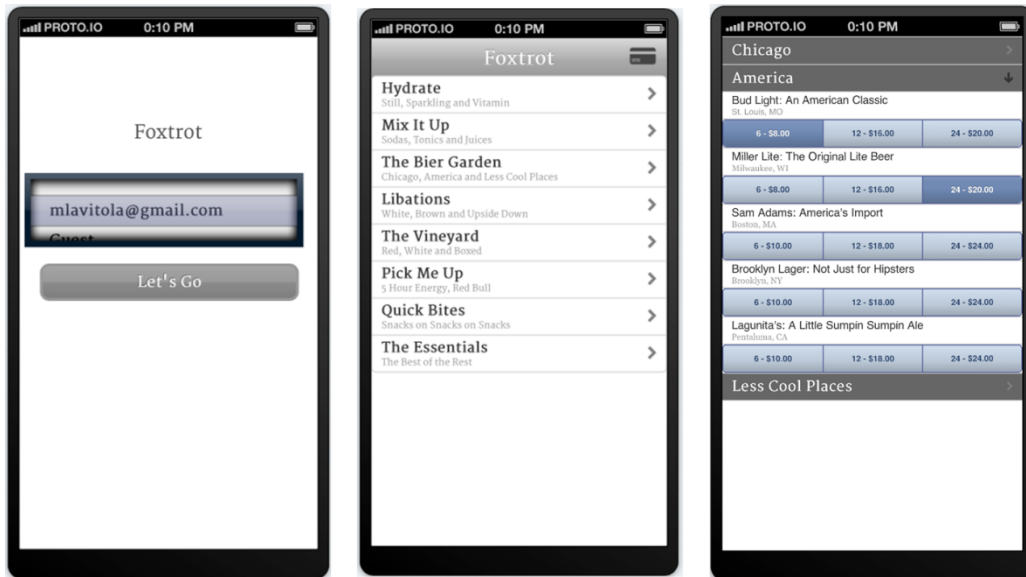 PROTO.IO 0:10 PM
Foxtrot
mlavitola@gmail.com
Guest
Let's Go
PROTO.IO 0:10 PM
Foxtrot
Hydrate
Still, Sparkling and Vitamin
Mix It Up
Sodas, Tonics and Juices
The Bier Garden
Chicago, America and Less Cool Places
Libations
White, Brown and Upside Down
The Vineyard
Red, White and Boxed
Pick Me Up
5 Hour Energy, Red Bull
Quick Bites
Snacks on Snacks on Snacks
The Essentials
The Best of the Rest
PROTO.IO 0:10 PM
Chicago
America
Bud Light: An American Classic
St. Louis, MO
6 - $8.00 12 - $16.00 24 - $20.00
Miller Lite: The Original Lite Beer
Milwaukee, WI
6 - $8.00 12 - $16.00 24 - $20.00
Sam Adams: America's Import
Boston, MA
6 - $10.00 12 - $18.00 24 - $24.00
Brooklyn Lager: Not Just for Hipsters
Brooklyn, NY
6 - $10.00 12 - $18.00 24 - $24.00
Lagunita's: A Little Sumpin Sumpin Ale
Pentaluma, CA
6 - $10.00 12 - $18.00 24 - $24.00
Less Cool Places